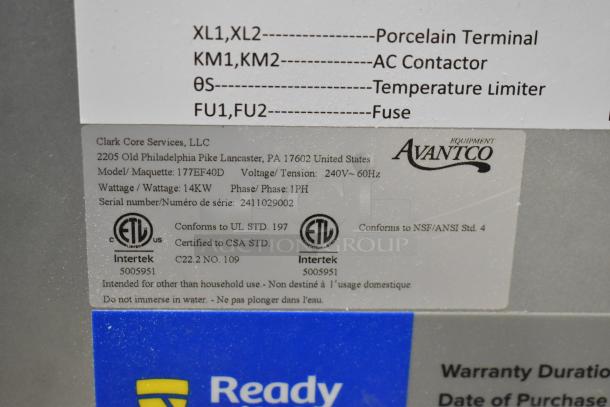 XL1,XL2-----------------Porcelain Terminal
KM1,KM2--------------AC Contactor
θS------------------------Temperature Limiter
FU1,FU2----------------Fuse
Clark Core Services, LLC
2205 Old Philadelphia Pike Lancaster, PA 17602 United States
Model/ Maquette: 177EF40D Voltage/ Tension: 240V~ 60Hz
Wattage / Wattage: 14KW Phase/ Phase: 1PH
Serial number/Numéro de série: 2411029002
EQUIPMENT
AVANTCO
ETL
C US
Intertek
5005951
Conforms to UL STD. 197
Certified to CSA STD.
C22.2 NO. 109
ETL
Intertek
5005951
Conforms to NSF/ANSI Std. 4
Intended for other than household use.- Non destiné à l'usage domestique
Do not immerse in water. - Ne pas plonger dans l'eau.
Ready
Warranty Duratio
Date of Purchase